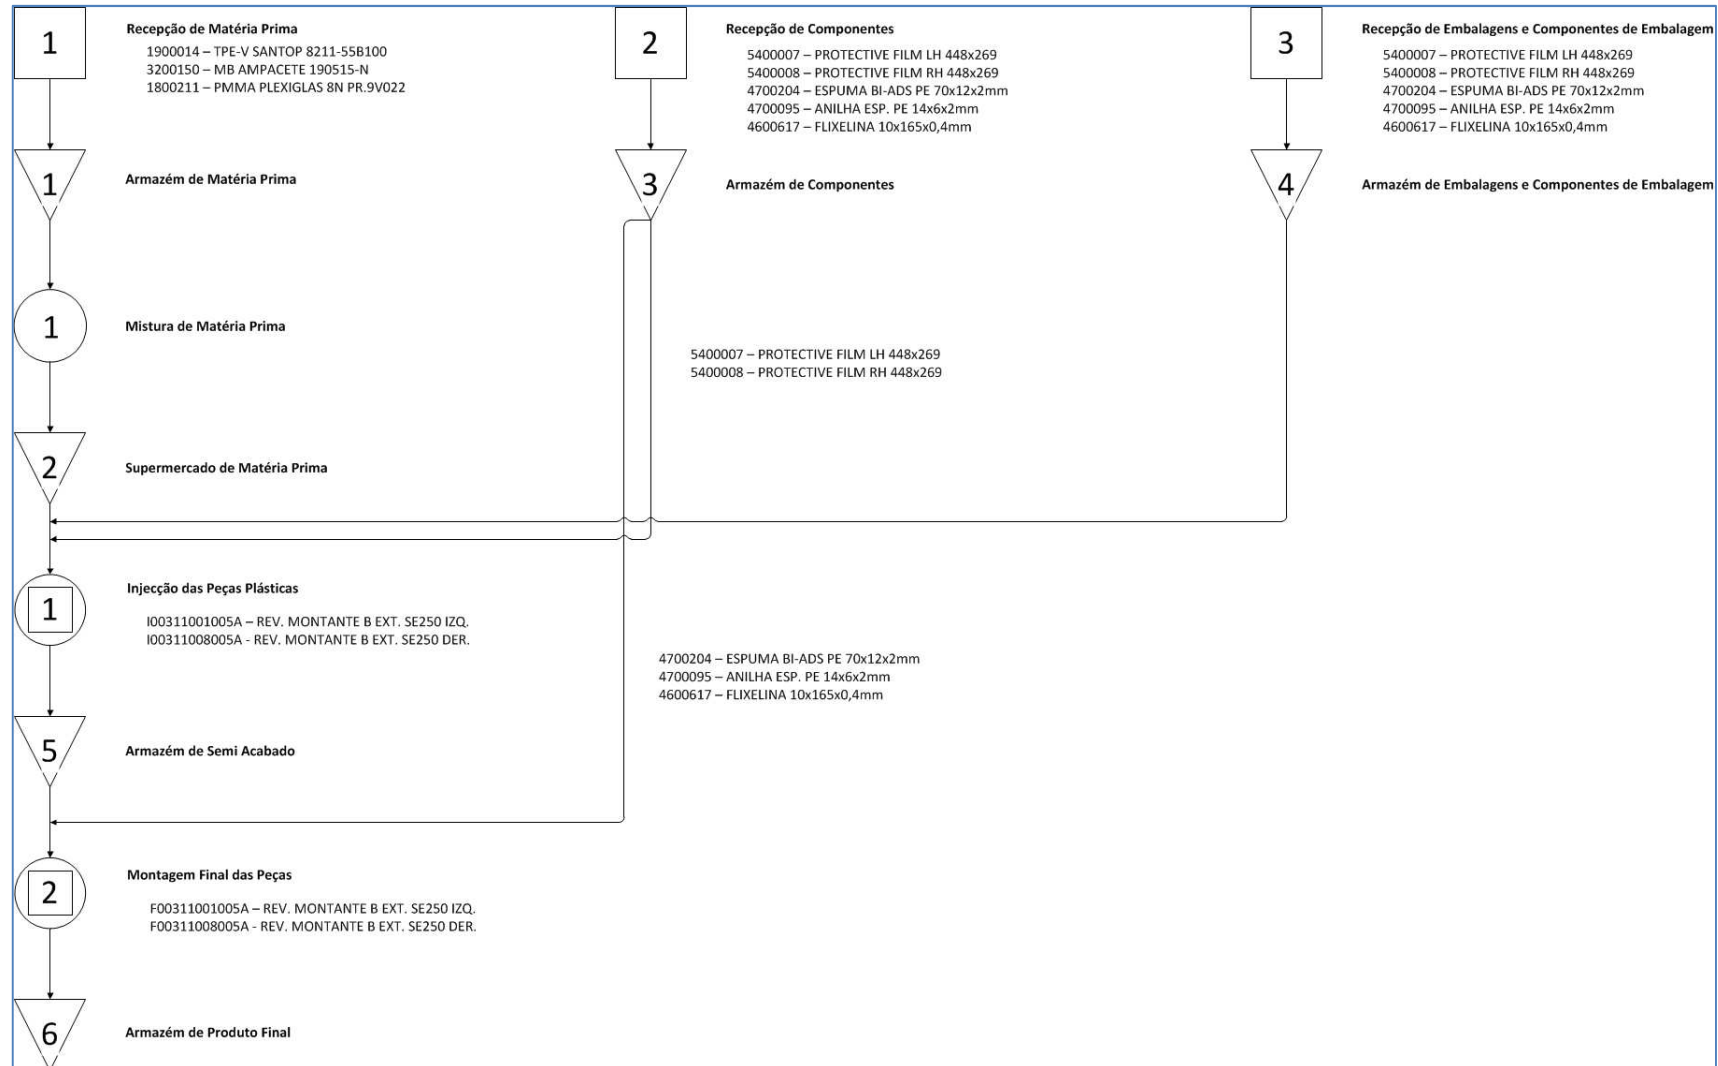 1
Recepção de Matéria Prima
1900014 – TPE-V SANTOP 8211-55B100
3200150 – MB AMPACETE 190515-N
1800211 – PMMA PLEXIGLAS 8N PR.9V022
2
Recepção de Componentes
5400007 – PROTECTIVE FILM LH 448x269
5400008 – PROTECTIVE FILM RH 448x269
4700204 – ESPUMA BI-ADS PE 70x12x2mm
4700095 – ANILHA ESP. PE 14x6x2mm
4600617 – FLIXELINA 10x165x0,4mm
3
Recepção de Embalagens e Componentes de Embalagem
5400007 – PROTECTIVE FILM LH 448x269
5400008 – PROTECTIVE FILM RH 448x269
4700204 – ESPUMA BI-ADS PE 70x12x2mm
4700095 – ANILHA ESP. PE 14x6x2mm
4600617 – FLIXELINA 10x165x0,4mm
1
Armazém de Matéria Prima
3
Armazém de Componentes
4
Armazém de Embalagens e Componentes de Embalagem
1
Mistura de Matéria Prima
5400007 – PROTECTIVE FILM LH 448x269
5400008 – PROTECTIVE FILM RH 448x269
2
Supermercado de Matéria Prima
1
Injecção das Peças Plásticas
I00311001005A – REV. MONTANTE B EXT. SE250 IZQ.
I00311008005A - REV. MONTANTE B EXT. SE250 DER.
4700204 – ESPUMA BI-ADS PE 70x12x2mm
4700095 – ANILHA ESP. PE 14x6x2mm
4600617 – FLIXELINA 10x165x0,4mm
5
Armazém de Semi Acabado
2
Montagem Final das Peças
F00311001005A – REV. MONTANTE B EXT. SE250 IZQ.
F00311008005A - REV. MONTANTE B EXT. SE250 DER.
6
Armazém de Produto Final